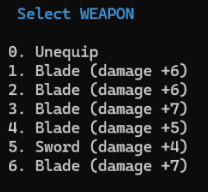 Select WEAPON
0. Unequip
1. Blade (damage +6)
2. Blade (damage +6)
3. Blade (damage +7)
4. Blade (damage +5)
5. Sword (damage +4)
6. Blade (damage +7)